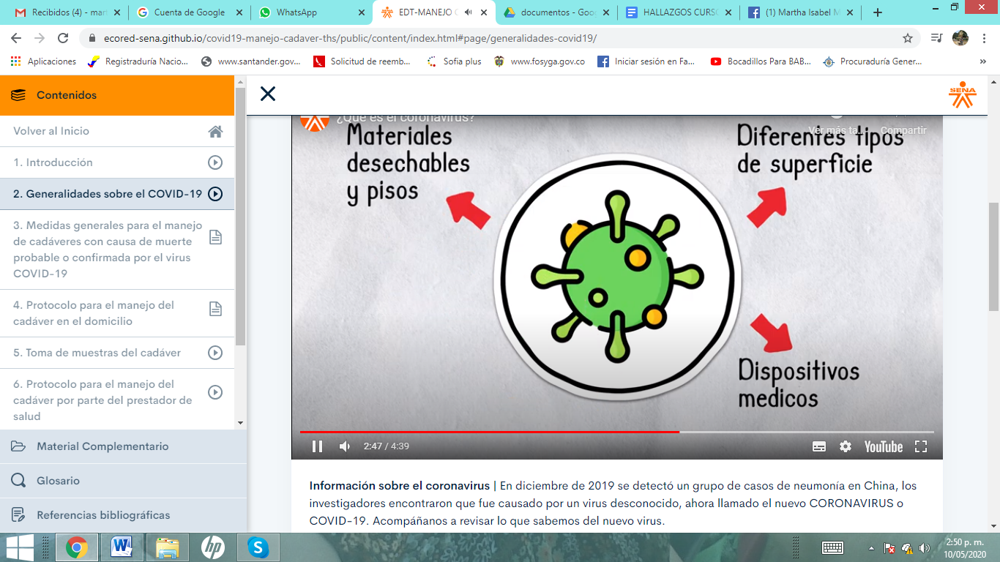 Recibidos (4) - mar
Cuenta de Google
WhatsApp
EDT-MANEJO C
documentos - Goo
HALLAZGOS CURSO
(1) Martha Isabel M
ecored-sena.github.io/covid19-manejo-cadaver-ths/public/content/index.html#page/generalidades-covid19/
Aplicaciones
Registraduría Nacio...
www.santander.gov...
Solicitud de reemb...
Sofia plus
www.fosyga.gov.co
Iniciar sesión en Fa...
Bocadillos Para BAB...
Procuraduría Gener...
»
Contenidos
SENA
Volver al Inicio
1. Introducción
2. Generalidades sobre el COVID-19
3. Medidas generales para el manejo
de cadáveres con causa de muerte
probable o confirmada por el virus
COVID-19
4. Protocolo para el manejo del
cadáver en el domicilio
5. Toma de muestras del cadáver
6. Protocolo para el manejo del
cadáver por parte del prestador de
salud
Material Complementario
Glosario
Referencias bibliográficas
¿Qué es el coronavirus?
Ver más ta...
Compartir
Materiales
desechables
y pisos
Diferentes tipos
de superficie
Dispositivos
medicos
2:47 / 4:39
YouTube
Información sobre el coronavirus | En diciembre de 2019 se detectó un grupo de casos de neumonía en China, los
investigadores encontraron que fue causado por un virus desconocido, ahora llamado el nuevo CORONAVIRUS o
COVID-19. Acompáñanos a revisar lo que sabemos del nuevo virus.
hp
2:50 p. m.
10/05/2020